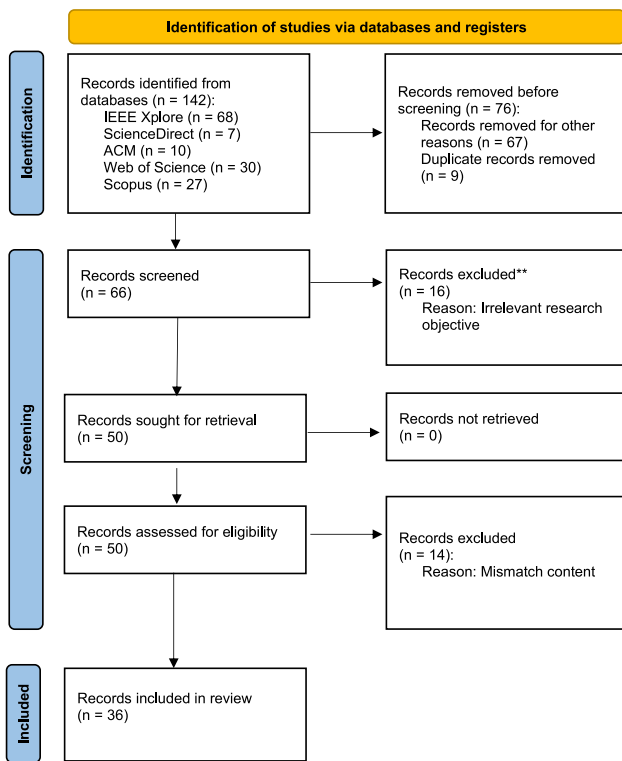 Identification of studies via databases and registers
Identification
Records identified from
databases (n = 142):
IEEE Xplore (n = 68)
ScienceDirect (n = 7)
ACM (n = 10)
Web of Science (n = 30)
Scopus (n = 27)
Records removed before
screening (n = 76):
Records removed for other
reasons (n = 67)
Duplicate records removed
(n = 9)
Screening
Records screened
(n = 66)
Records excluded**
(n = 16)
Reason: Irrelevant research
objective
Records sought for retrieval
(n = 50)
Records not retrieved
(n = 0)
Records assessed for eligibility
(n = 50)
Records excluded
(n = 14):
Reason: Mismatch content
Included
Records included in review
(n = 36)